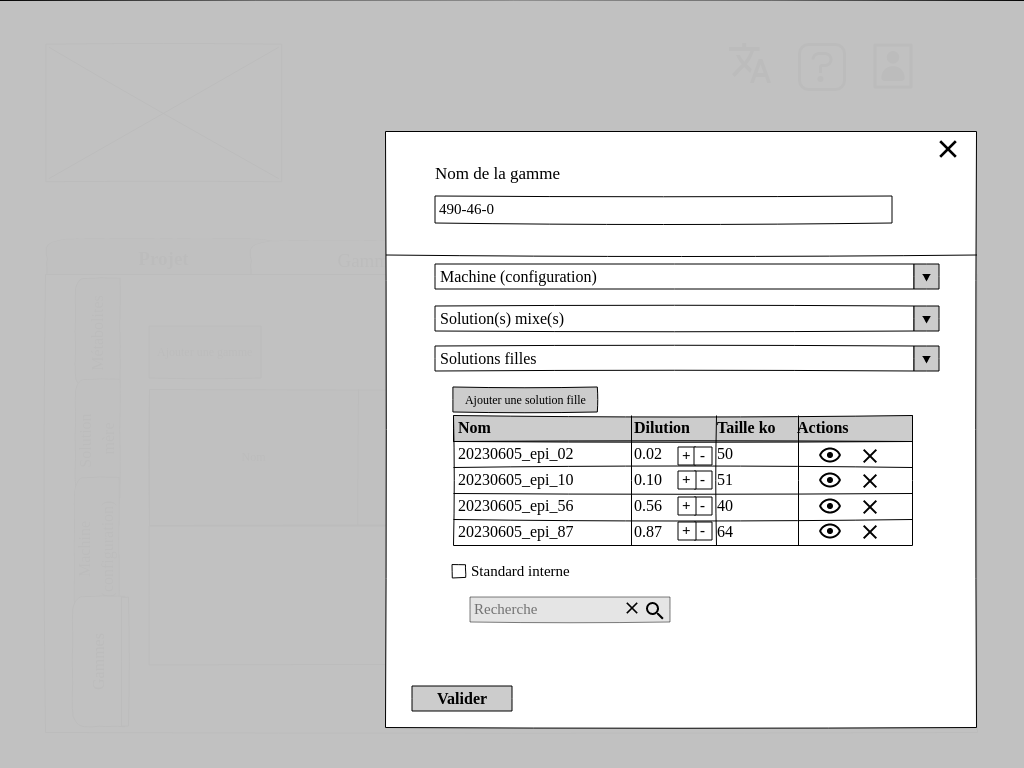 Nom de la gamme
490-46-0
Machine (configuration)
Solution(s) mixe(s)
Solutions filles
Ajouter une solution fille
Nom Dilution Taille ko Actions
20230605_epi_02 0.02 + - 50
20230605_epi_10 0.10 + - 51
20230605_epi_56 0.56 + - 40
20230605_epi_87 0.87 + - 64
Standard interne
Recherche
Valider
Projet